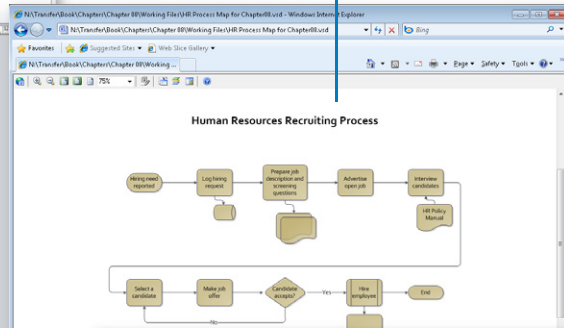 N:\Transfer\Book\Chapters\Chapter 08\Working Files\HR Process Map for Chapter08.vsd - Windows Internet Explorer
N:\Transfer\Book\Chapters\Chapter 08\Working Files\HR Process Map for Chapter08.vsd
Bing
Favorites
Suggested Sites
Web Slice Gallery
N:\Transfer\Book\Chapters\Chapter 08\Working ...
Page
Safety
Tools
75%
Human Resources Recruiting Process
Hiring need
reported
Log hiring
request
Prepare job
description and
screening
questions
Advertise
open job
Interview
candidates
HR Policy
Manual
Select a
candidate
Make job
offer
Candidate
accepts?
Yes
Hire
employee
End
No